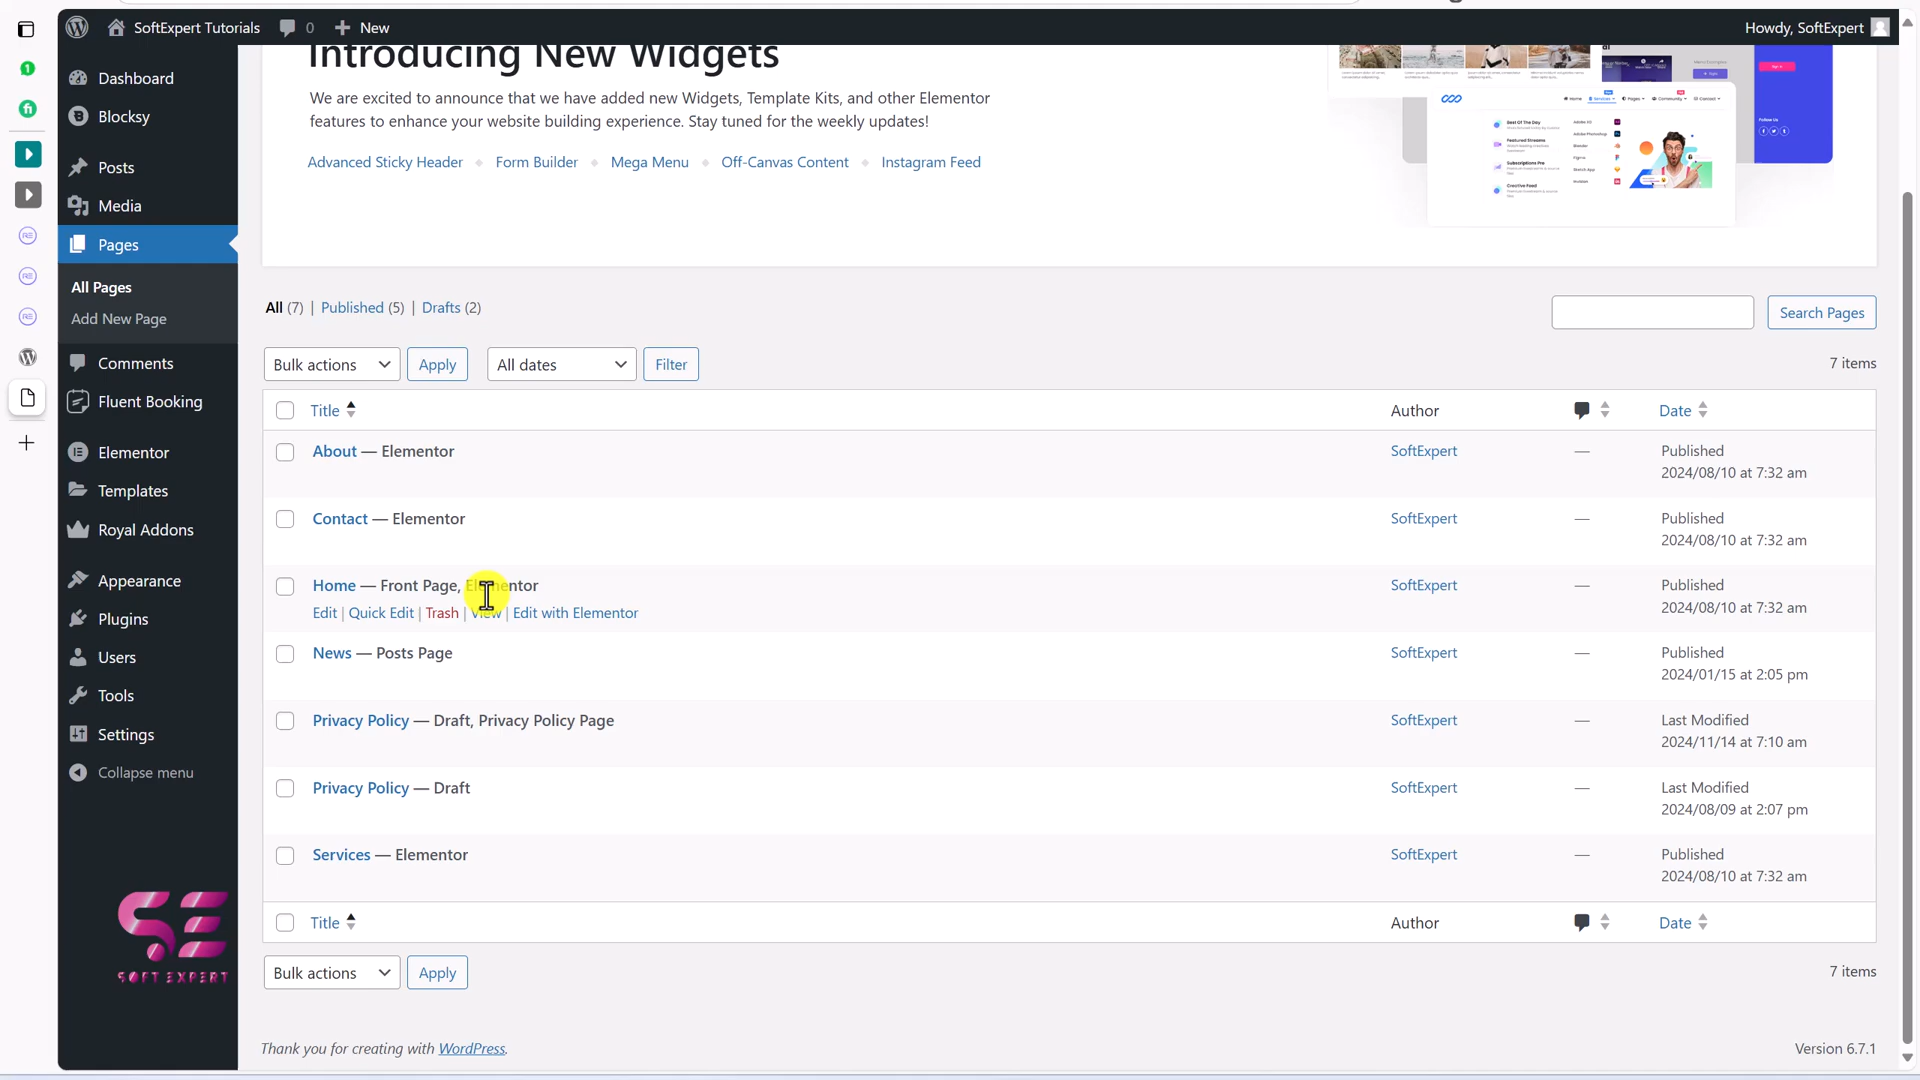 SoftExpert Tutorials 0 New Howdy, SoftExpert
Dashboard
Blocksy
Posts
Media
Pages
All Pages
Add New Page
Comments
Fluent Booking
Elementor
Templates
Royal Addons
Appearance
Plugins
Users
Tools
Settings
Collapse menu
SOFT EXPERT
Introducing New Widgets
We are excited to announce that we have added new Widgets, Template Kits, and other Elementor
features to enhance your website building experience. Stay tuned for the weekly updates!
Advanced Sticky Header Form Builder Mega Menu Off-Canvas Content Instagram Feed
All (7) | Published (5) | Drafts (2)
Search Pages
Bulk actions Apply All dates Filter 7 items
Title Author Date
About — Elementor SoftExpert — Published
2024/08/10 at 7:32 am
Contact — Elementor SoftExpert — Published
2024/08/10 at 7:32 am
Home — Front Page, Elementor SoftExpert — Published
Edit | Quick Edit | Trash | View | Edit with Elementor 2024/08/10 at 7:32 am
News — Posts Page SoftExpert — Published
2024/01/15 at 2:05 pm
Privacy Policy — Draft, Privacy Policy Page SoftExpert — Last Modified
2024/11/14 at 7:10 am
Privacy Policy — Draft SoftExpert — Last Modified
2024/08/09 at 2:07 pm
Services — Elementor SoftExpert — Published
2024/08/10 at 7:32 am
Title Author Date
Bulk actions Apply 7 items
Thank you for creating with WordPress. Version 6.7.1